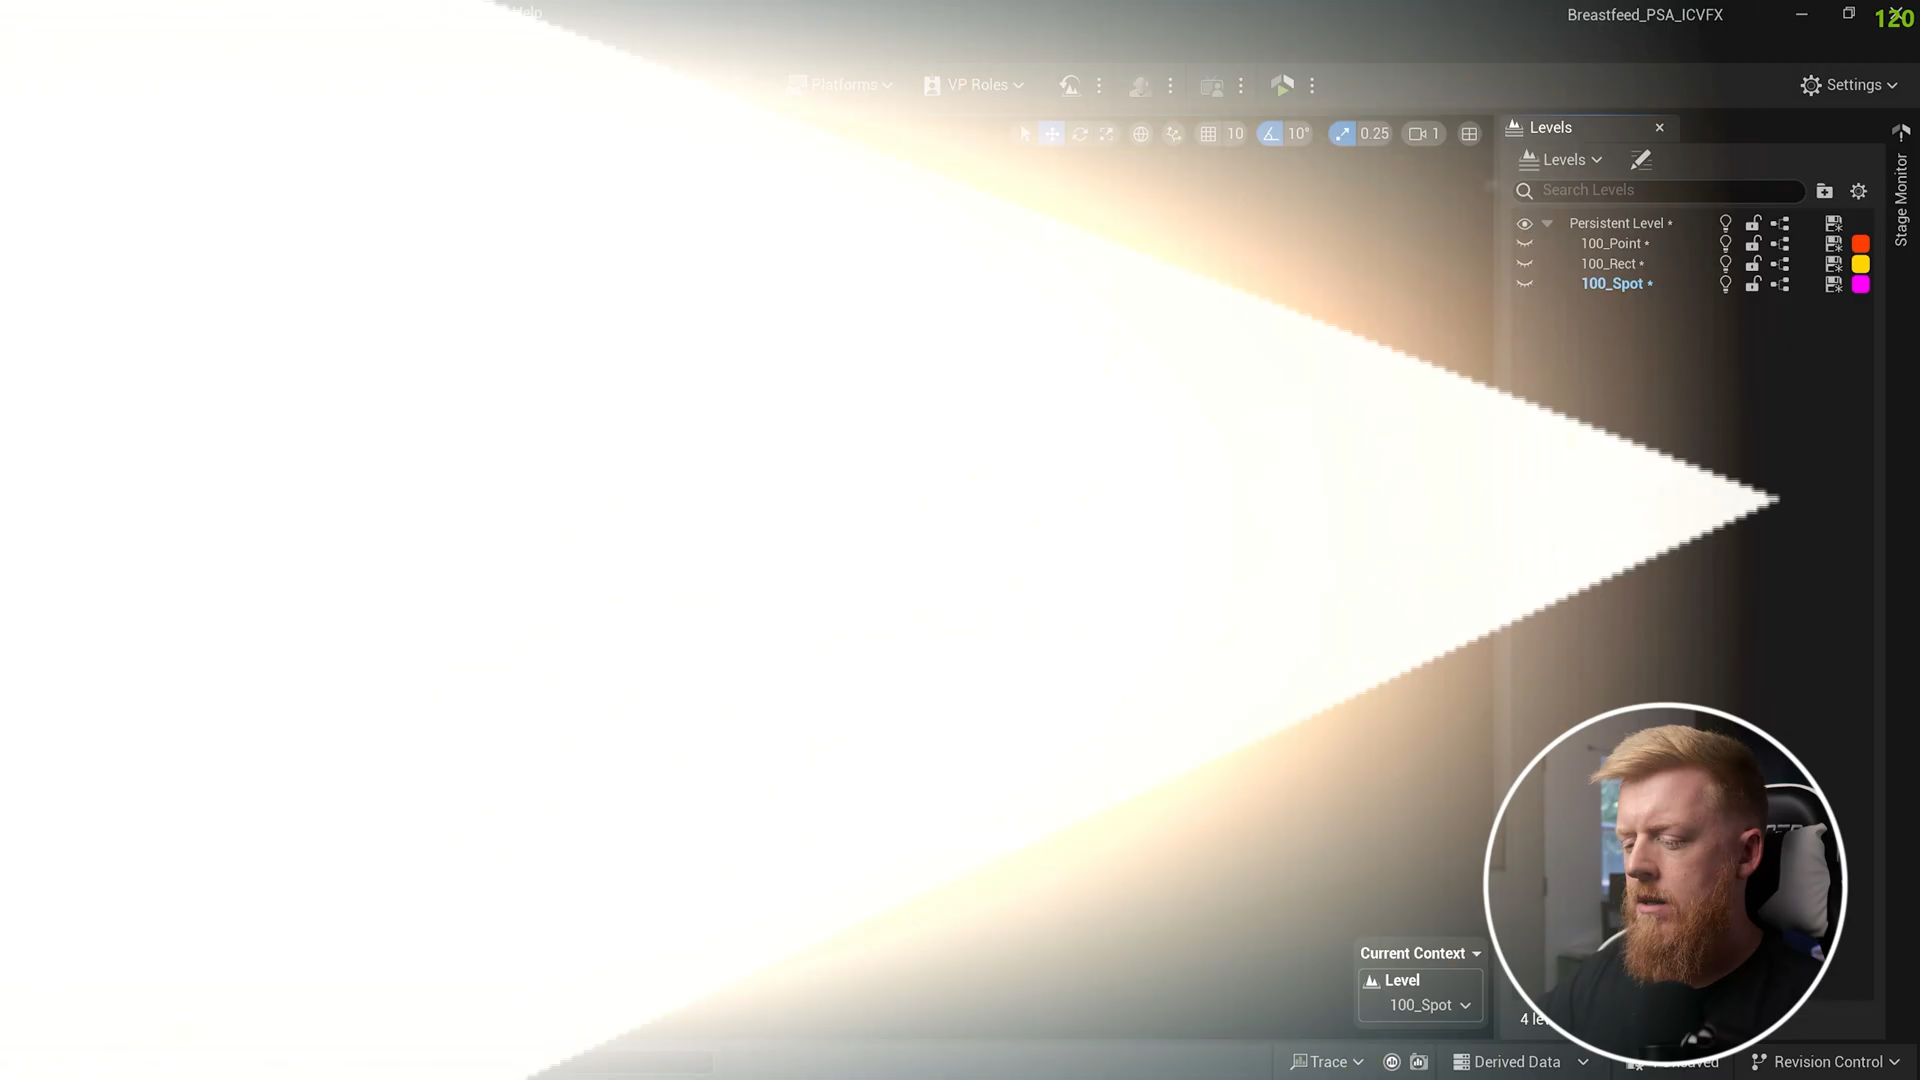 Help
Breastfeed_PSA_ICVFX
120
Platforms
VP Roles
Settings
10
10°
0.25
1
Levels
Levels
Search Levels
Stage Monitor
Persistent Level *
100_Point *
100_Rect *
100_Spot *
Current Context
Level
100_Spot
Trace
Derived Data
Revision Control